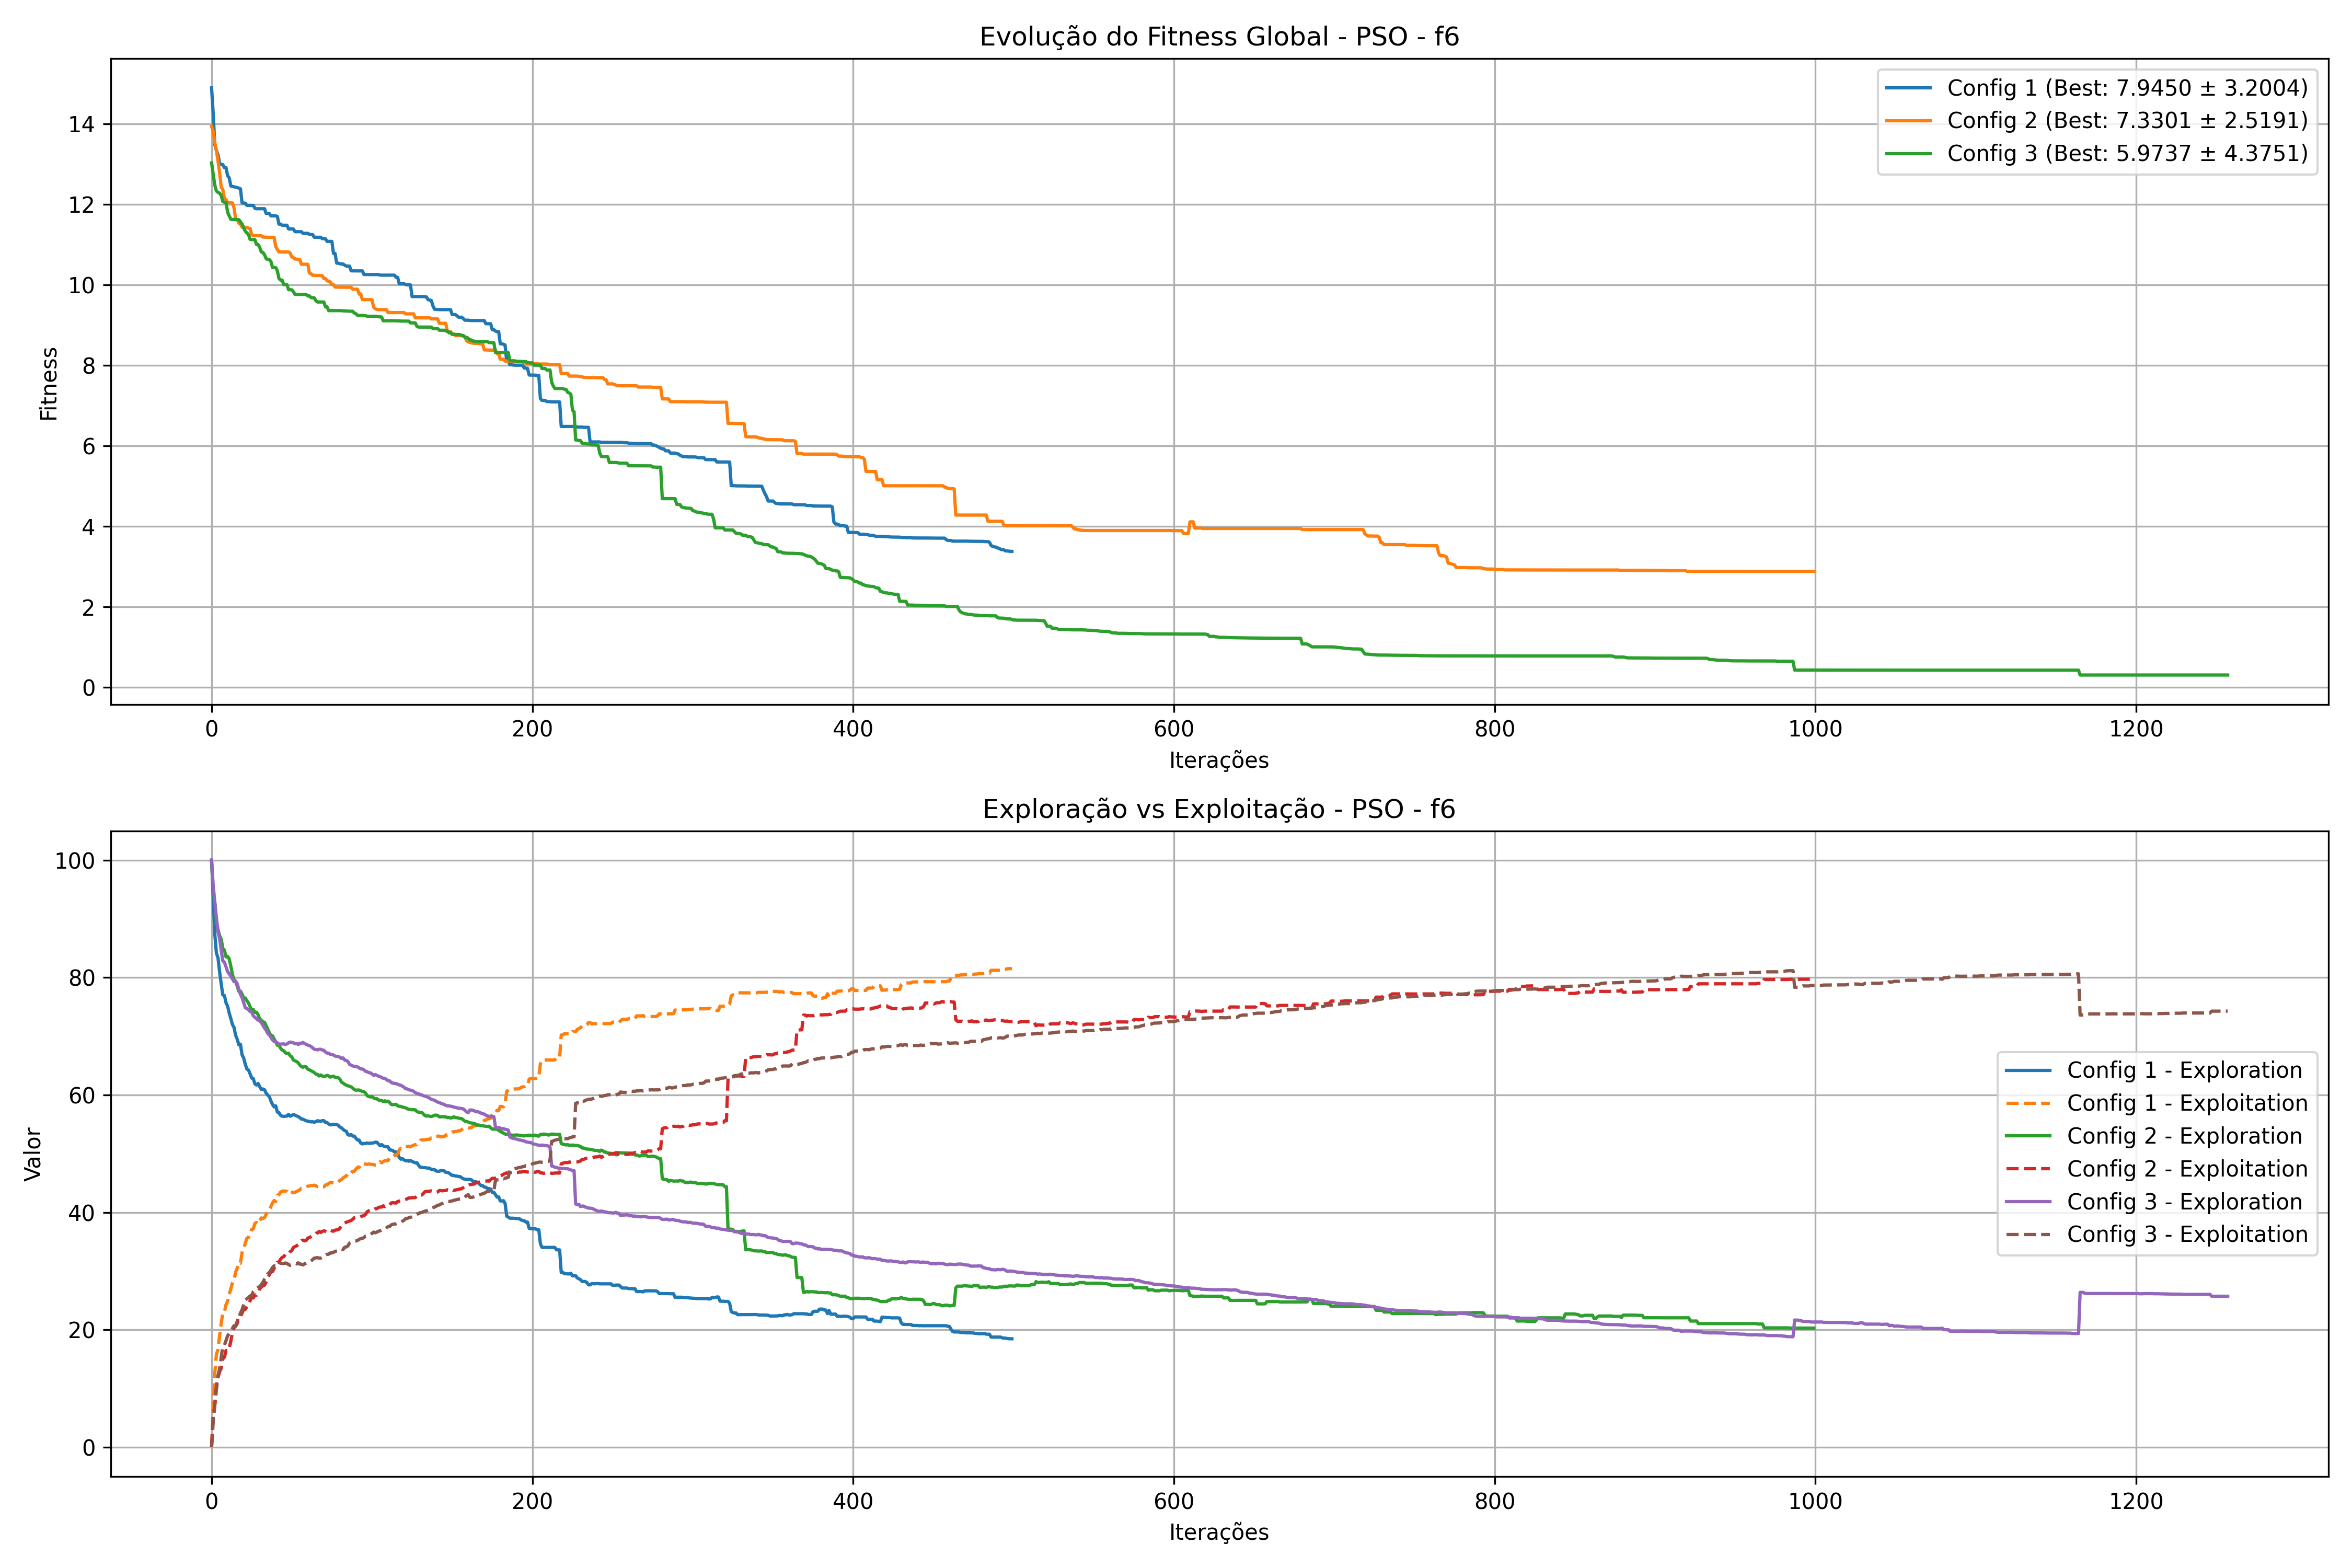 Evolução do Fitness Global - PSO - f6
Fitness
14
12
10
8
6
4
2
0
Config 1 (Best: 7.9450 ± 3.2004)
Config 2 (Best: 7.3301 ± 2.5191)
Config 3 (Best: 5.9737 ± 4.3751)
0 200 400 600 800 1000 1200
Iterações
Exploração vs Exploitação - PSO - f6
Valor
100
80
60
40
20
0
Config 1 - Exploration
Config 1 - Exploitation
Config 2 - Exploration
Config 2 - Exploitation
Config 3 - Exploration
Config 3 - Exploitation
0 200 400 600 800 1000 1200
Iterações